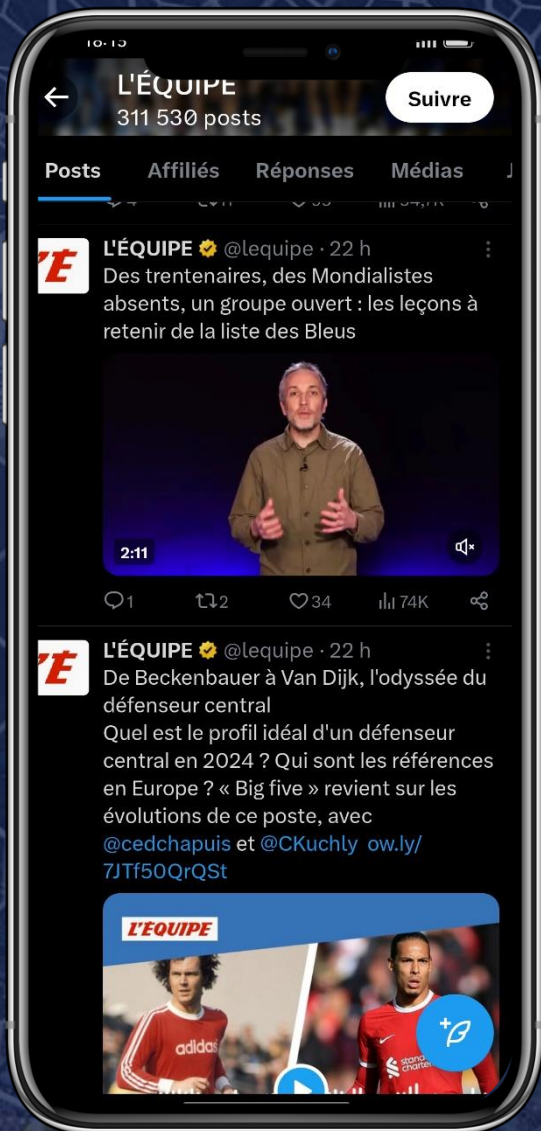 16:15
L'ÉQUIPE
311 530 posts
Suivre
Posts Affiliés Réponses Médias
L'ÉQUIPE @lequipe · 22 h
Des trentenaires, des Mondialistes
absents, un groupe ouvert : les leçons à
retenir de la liste des Bleus
2:11
1 2 34 74K
L'ÉQUIPE @lequipe · 22 h
De Beckenbauer à Van Dijk, l'odyssée du
défenseur central
Quel est le profil idéal d'un défenseur
central en 2024 ? Qui sont les références
en Europe ? « Big five » revient sur les
évolutions de ce poste, avec
@cedchapuis et @CKuchly ow.ly/
7JTf50QrQSt
L'ÉQUIPE
adidas